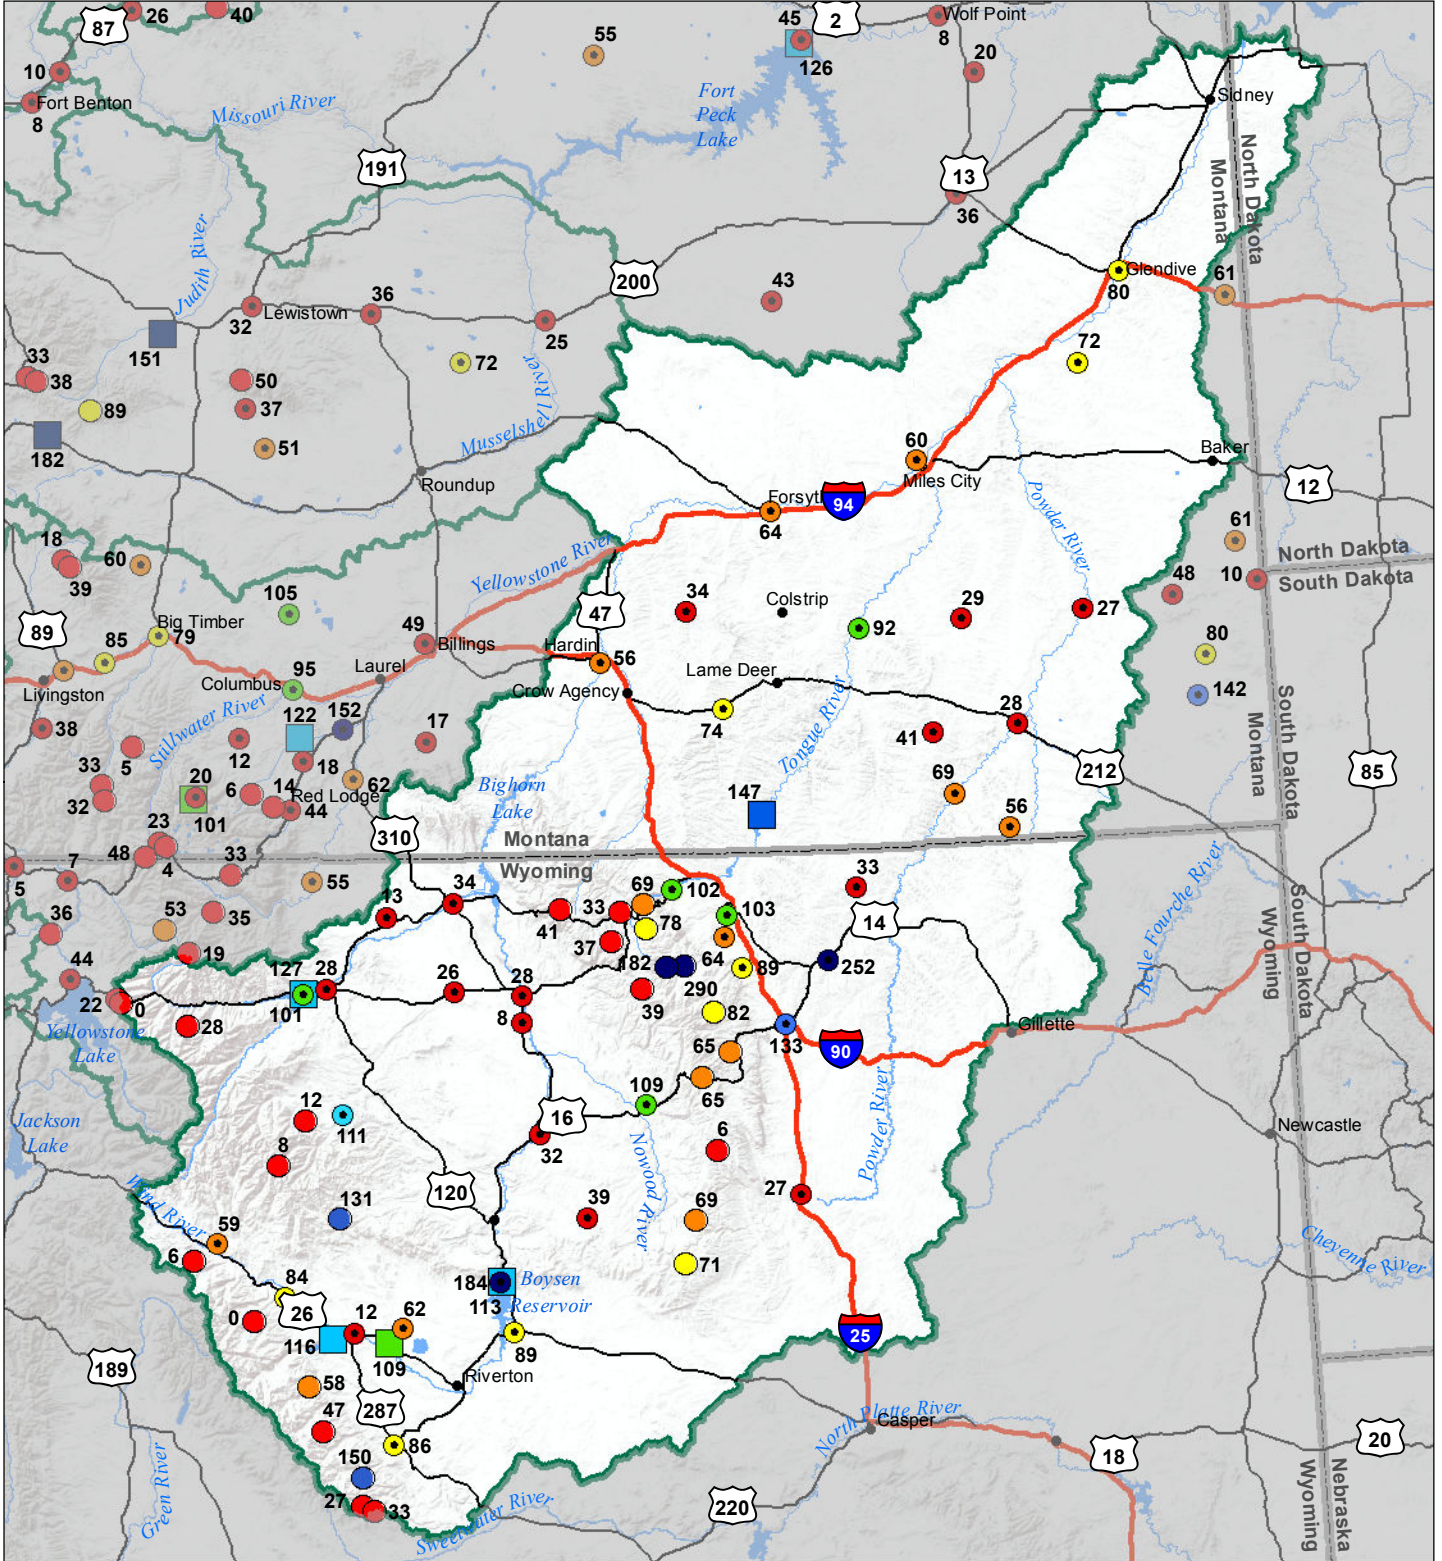 26
40
87
45
2
Wolf Point
8
55
126
20
10
Fort Benton
8
Missouri River
Fort
Peck
Lake
Sidney
North Dakota
Montana
191
13
36
Judith River
200
43
Glendive
80
61
36
32
Lewistown
25
151
33
38
50
72
72
89
37
Musselshell River
182
51
60
Miles City
Baker
Roundup
12
Forsyt
94
64
Powder River
18
39
60
Yellowstone River
61
North Dakota
South Dakota
10
48
105
47
34
Colstrip
29
27
89
Big Timber
79
85
49
Billings
Hardin
56
92
80
Livingston
Columbus
95
Laurel
Crow Agency
Lame Deer
142
38
Stillwater River
122
152
17
74
Tongue River
28
41
South Dakota
Montana
5
12
18
33
32
20
101
6
14
Red Lodge
44
62
Bighorn
Lake
147
69
212
85
56
23
48
4
310
Montana
Wyoming
5
7
33
55
33
36
53
35
13
34
41
33
69
102
78
103
14
37
64
Belle Fourche River
South Dakota
Wyoming
44
19
127
28
101
26
28
182
290
89
252
22
0
Yellowstone
Lake
28
8
39
82
133
90
Gillette
65
65
109
16
Powder River
Jackson
Lake
12
111
8
32
6
Newcastle
Wind River
120
131
39
Nowood River
69
27
59
6
71
Cheyenne River
84
184
113
Boysen
Reservoir
0
26
12
62
116
109
89
25
189
58
Riverton
47
287
86
North Platte River
Casper
20
18
150
27
33
Sweetwater River
220
Green River
Nebraska
Wyoming